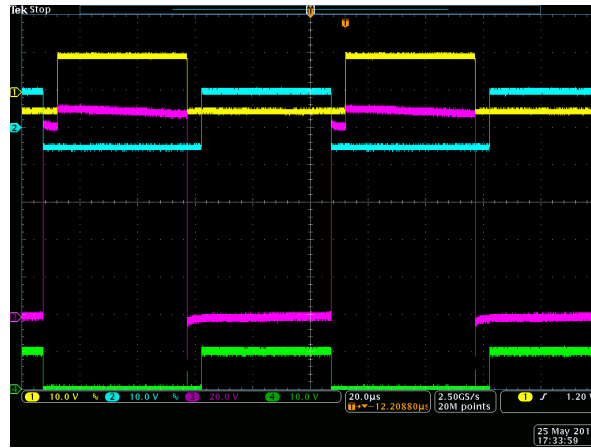 Tek Stop
T
T
1
2
3
4
1 10.0 V 2 10.0 V 3 20.0 V 4 10.0 V 20.0µs 2.50GS/s 1 1.20 V
T→▼−12.20880µs 20M points
25 May 201
17:33:59